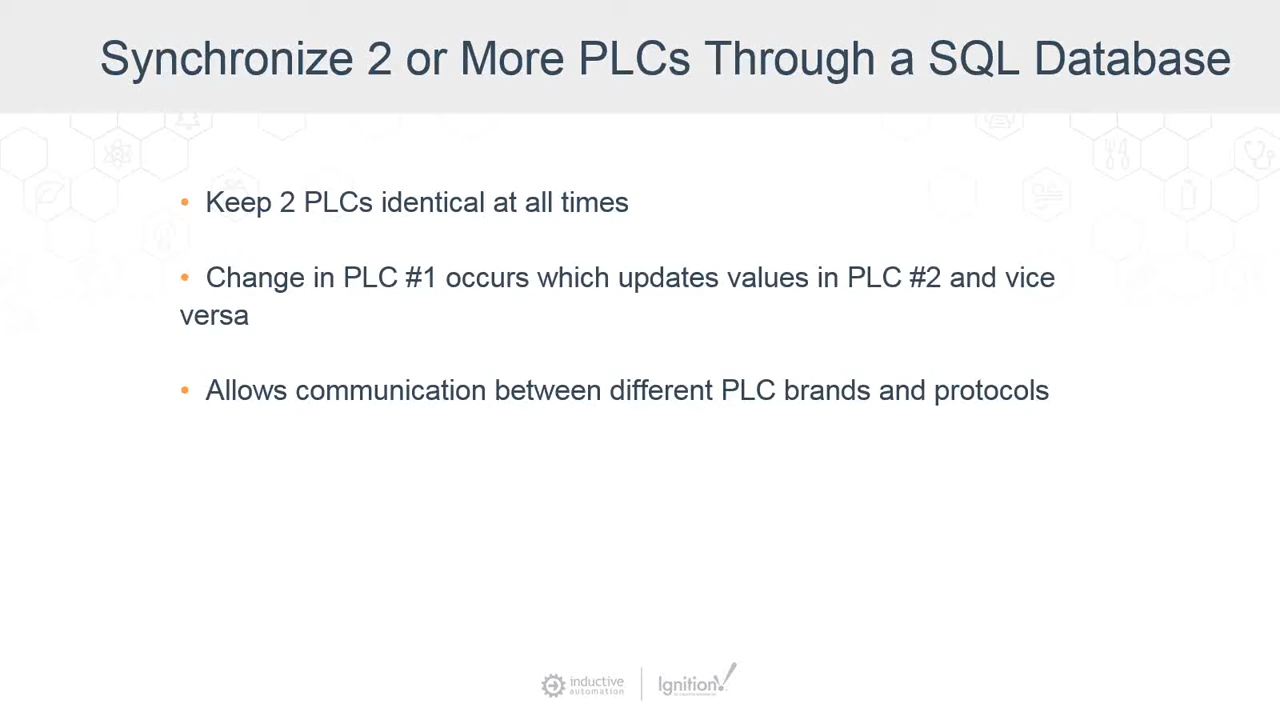 Synchronize 2 or More PLCs Through a SQL Database
• Keep 2 PLCs identical at all times
• Change in PLC #1 occurs which updates values in PLC #2 and vice
versa
• Allows communication between different PLC brands and protocols
inductive
automation
Ignition!